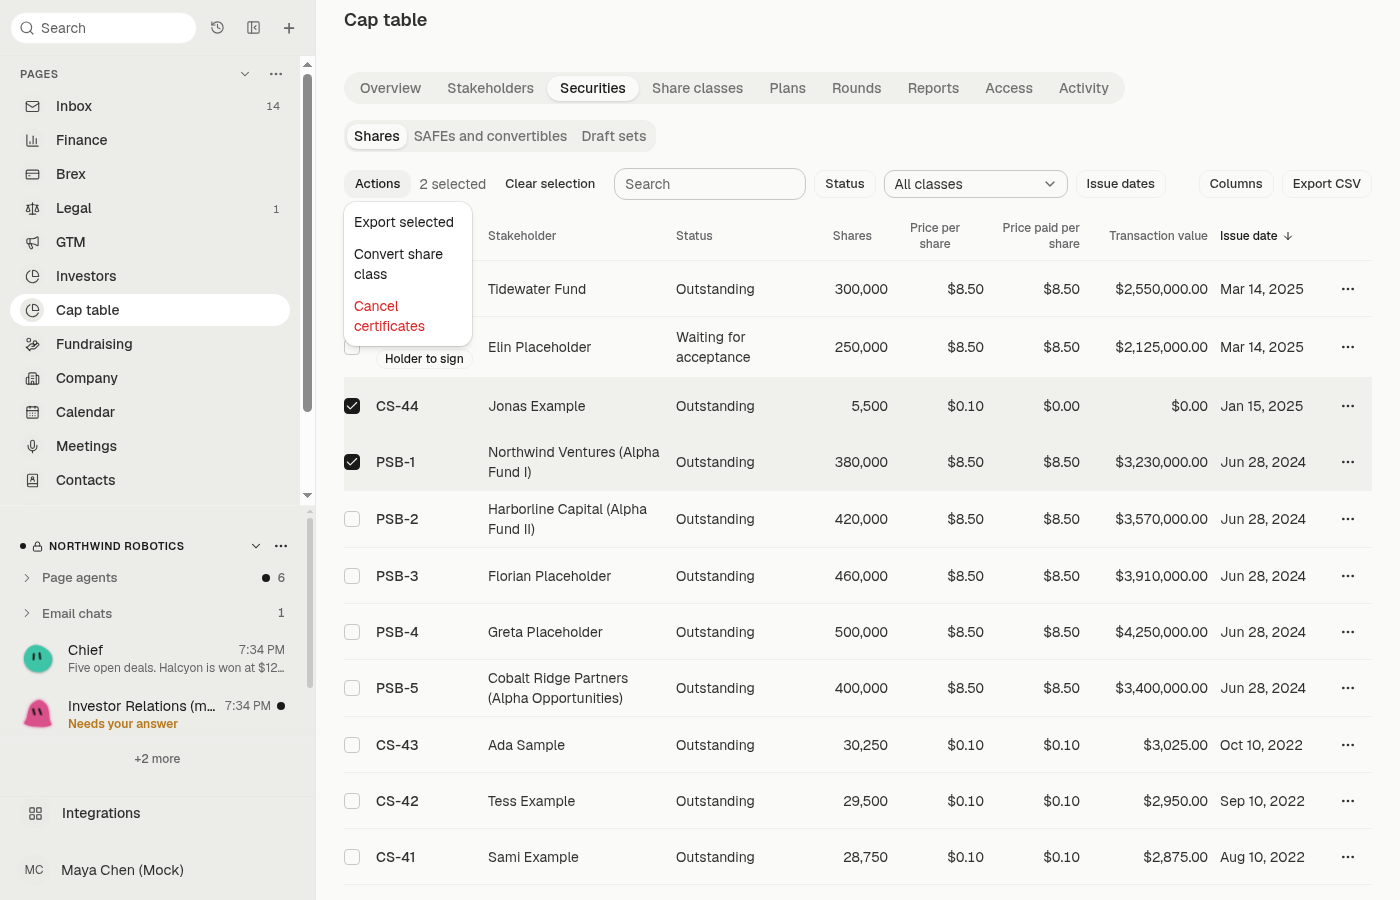 Search
PAGES
Inbox 14
Finance
Brex
Legal 1
GTM
Investors
Cap table
Fundraising
Company
Calendar
Meetings
Contacts
NORTHWIND ROBOTICS
Page agents 6
Email chats 1
Chief 7:34 PM
Five open deals. Halcyon is won at $12...
Investor Relations (m... 7:34 PM
Needs your answer
+2 more
Integrations
MC Maya Chen (Mock)
Cap table
Overview Stakeholders Securities Share classes Plans Rounds Reports Access Activity
Shares SAFEs and convertibles Draft sets
Actions 2 selected Clear selection Search Status All classes Issue dates Columns Export CSV
Export selected
Convert share
class
Cancel
certificates
Stakeholder Status Shares Price per share Price paid per share Transaction value Issue date
Tidewater Fund Outstanding 300,000 $8.50 $8.50 $2,550,000.00 Mar 14, 2025
Holder to sign Elin Placeholder Waiting for acceptance 250,000 $8.50 $8.50 $2,125,000.00 Mar 14, 2025
CS-44 Jonas Example Outstanding 5,500 $0.10 $0.00 $0.00 Jan 15, 2025
PSB-1 Northwind Ventures (Alpha Fund I) Outstanding 380,000 $8.50 $8.50 $3,230,000.00 Jun 28, 2024
PSB-2 Harborline Capital (Alpha Fund II) Outstanding 420,000 $8.50 $8.50 $3,570,000.00 Jun 28, 2024
PSB-3 Florian Placeholder Outstanding 460,000 $8.50 $8.50 $3,910,000.00 Jun 28, 2024
PSB-4 Greta Placeholder Outstanding 500,000 $8.50 $8.50 $4,250,000.00 Jun 28, 2024
PSB-5 Cobalt Ridge Partners (Alpha Opportunities) Outstanding 400,000 $8.50 $8.50 $3,400,000.00 Jun 28, 2024
CS-43 Ada Sample Outstanding 30,250 $0.10 $0.10 $3,025.00 Oct 10, 2022
CS-42 Tess Example Outstanding 29,500 $0.10 $0.10 $2,950.00 Sep 10, 2022
CS-41 Sami Example Outstanding 28,750 $0.10 $0.10 $2,875.00 Aug 10, 2022